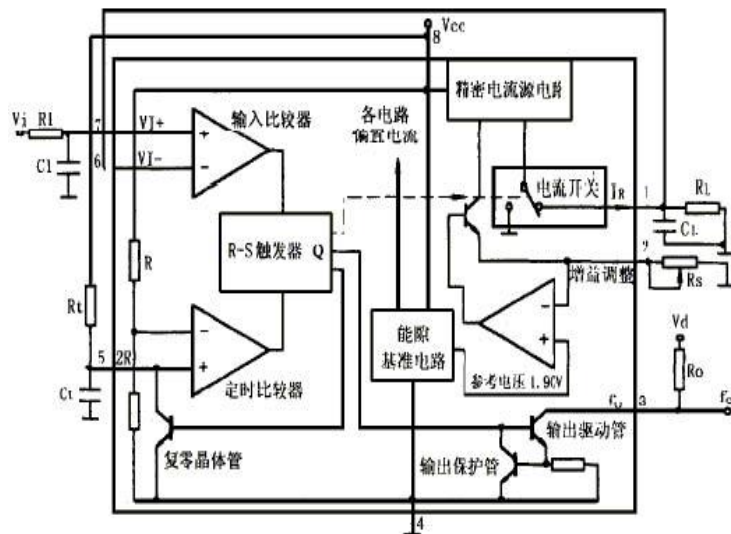 Vcc
8
精密电流源电路
Vi
R1
7
VI+
输入比较器
+
各电路
偏置电流
C1
6
VI-
-
电流开关
IR
1
RL
CL
R-S触发器 Q
2
增益调整
Rs
R
Rt
-
-
+
能隙
基准电路
Vd
5
2R
+
参考电压1.90V
Ro
Ct
定时比较器
fo
3
fo
输出驱动管
复零晶体管
输出保护管
4